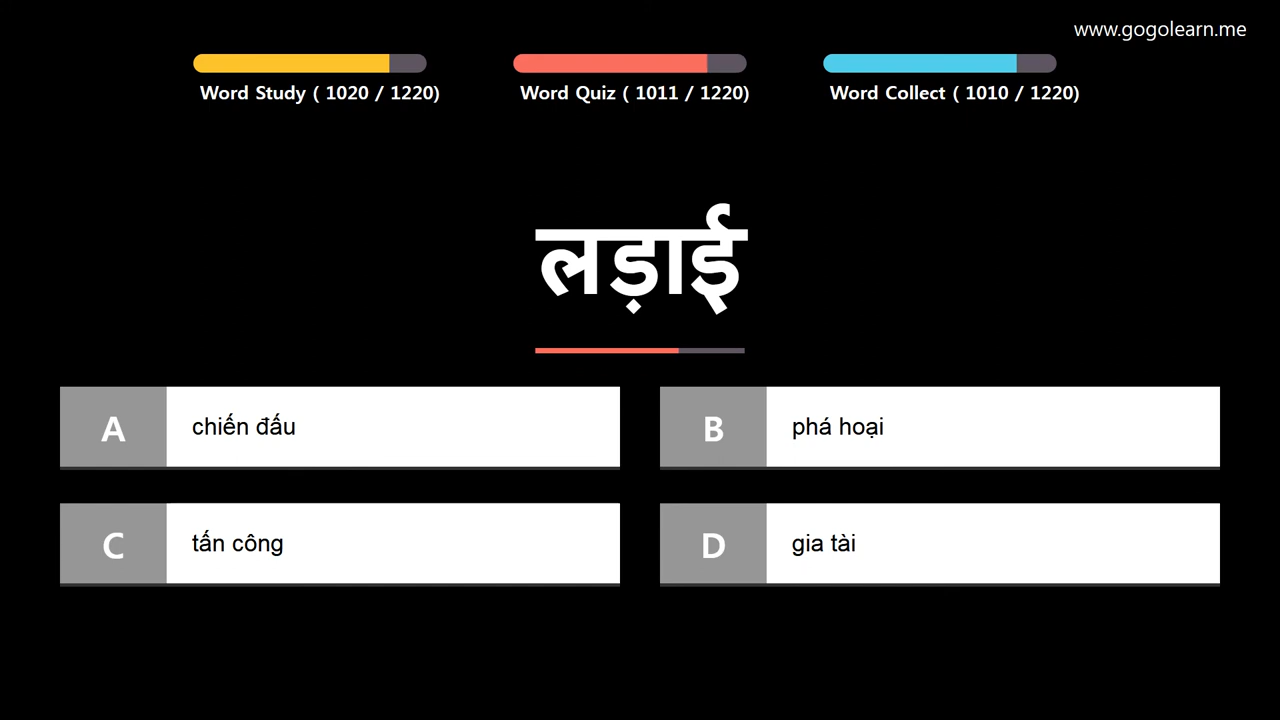 www.gogolearn.me
Word Study ( 1020 / 1220)
Word Quiz ( 1011 / 1220)
Word Collect ( 1010 / 1220)
लड़ाई
A chiến đấu
B phá hoại
C tấn công
D gia tài